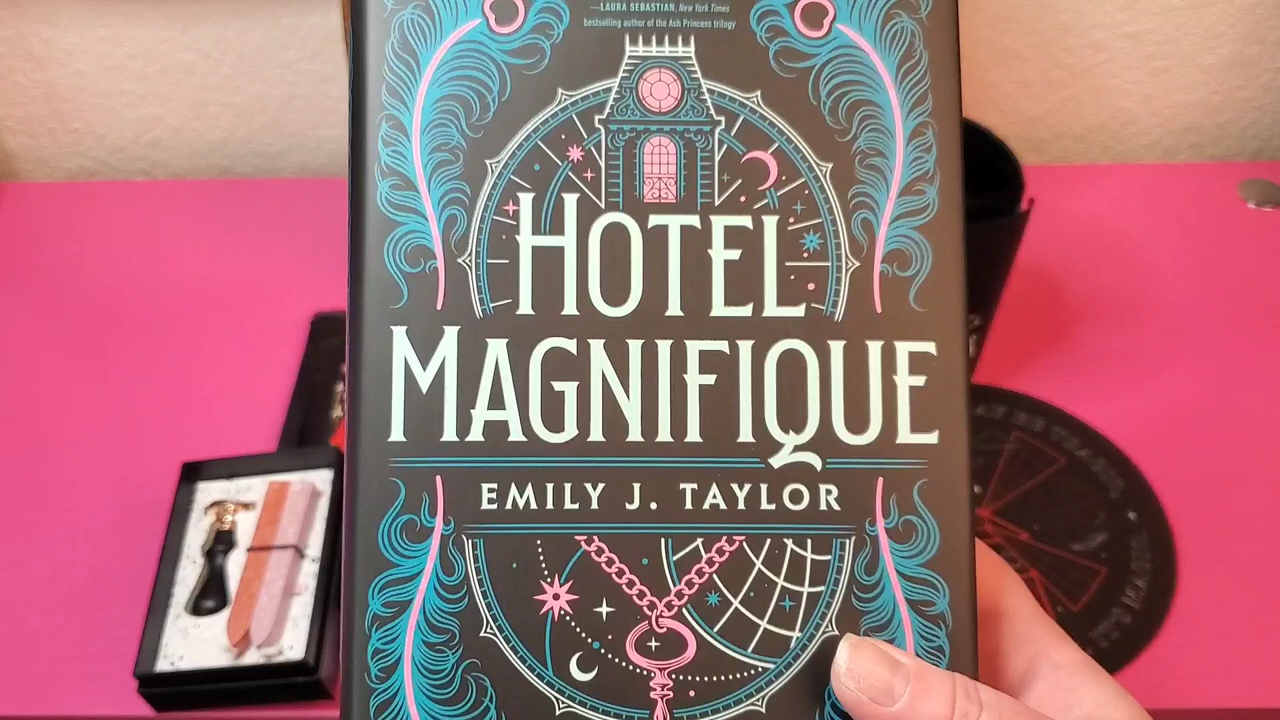 —LAURA SEBASTIAN, New York Times
bestselling author of the Ash Princess trilogy
HOTEL
MAGNIFIQUE
EMILY J. TAYLOR